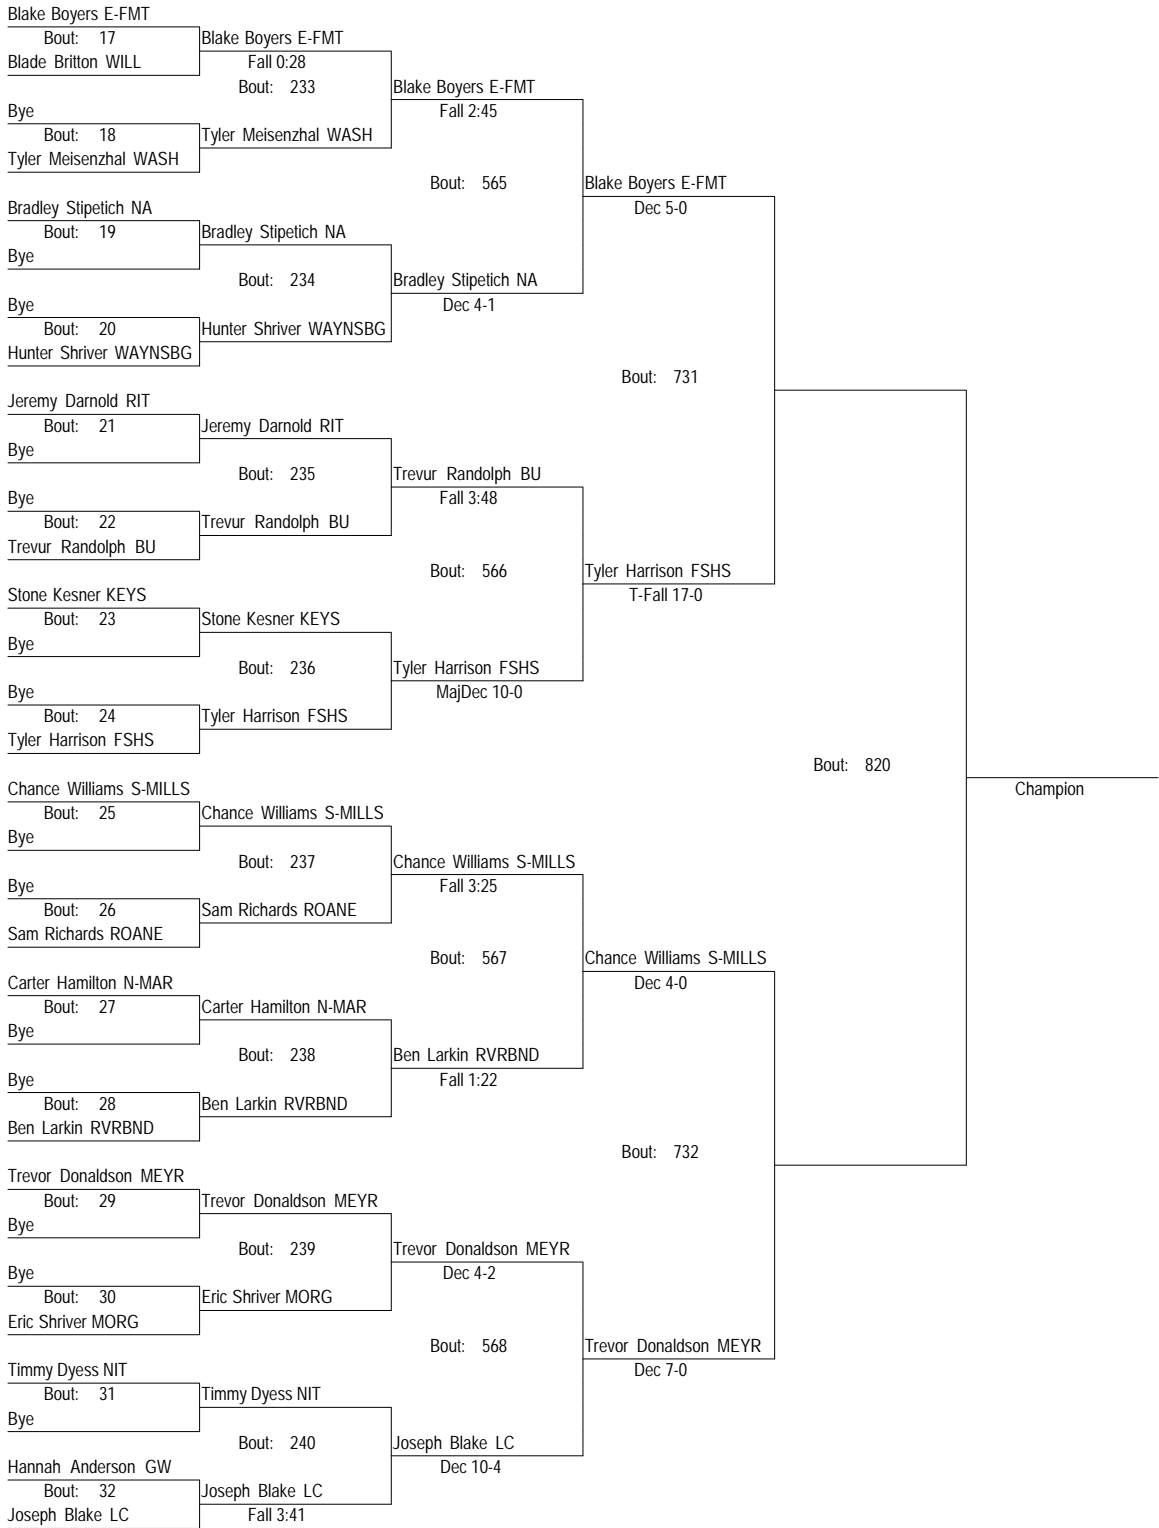 Blake Boyers E-FMT
Bout: 17
Blake Boyers E-FMT
Blade Britton WILL
Fall 0:28
Bout: 233
Blake Boyers E-FMT
Bye
Fall 2:45
Bout: 18
Tyler Meisenzhal WASH
Tyler Meisenzhal WASH
Bout: 565
Blake Boyers E-FMT
Bradley Stipetich NA
Dec 5-0
Bout: 19
Bradley Stipetich NA
Bye
Bout: 234
Bradley Stipetich NA
Bye
Dec 4-1
Bout: 20
Hunter Shriver WAYNSBG
Hunter Shriver WAYNSBG
Bout: 731
Jeremy Darnold RIT
Bout: 21
Jeremy Darnold RIT
Bye
Bout: 235
Trevur Randolph BU
Bye
Fall 3:48
Bout: 22
Trevur Randolph BU
Trevur Randolph BU
Bout: 566
Tyler Harrison FSHS
Stone Kesner KEYS
T-Fall 17-0
Bout: 23
Stone Kesner KEYS
Bye
Bout: 236
Tyler Harrison FSHS
Bye
MajDec 10-0
Bout: 24
Tyler Harrison FSHS
Tyler Harrison FSHS
Bout: 820
Chance Williams S-MILLS
Champion
Bout: 25
Chance Williams S-MILLS
Bye
Bout: 237
Chance Williams S-MILLS
Bye
Fall 3:25
Bout: 26
Sam Richards ROANE
Sam Richards ROANE
Bout: 567
Chance Williams S-MILLS
Carter Hamilton N-MAR
Dec 4-0
Bout: 27
Carter Hamilton N-MAR
Bye
Bout: 238
Ben Larkin RVRBND
Bye
Fall 1:22
Bout: 28
Ben Larkin RVRBND
Ben Larkin RVRBND
Bout: 732
Trevor Donaldson MEYR
Bout: 29
Trevor Donaldson MEYR
Bye
Bout: 239
Trevor Donaldson MEYR
Bye
Dec 4-2
Bout: 30
Eric Shriver MORG
Eric Shriver MORG
Bout: 568
Trevor Donaldson MEYR
Timmy Dyess NIT
Dec 7-0
Bout: 31
Timmy Dyess NIT
Bye
Bout: 240
Joseph Blake LC
Hannah Anderson GW
Dec 10-4
Bout: 32
Joseph Blake LC
Joseph Blake LC
Fall 3:41